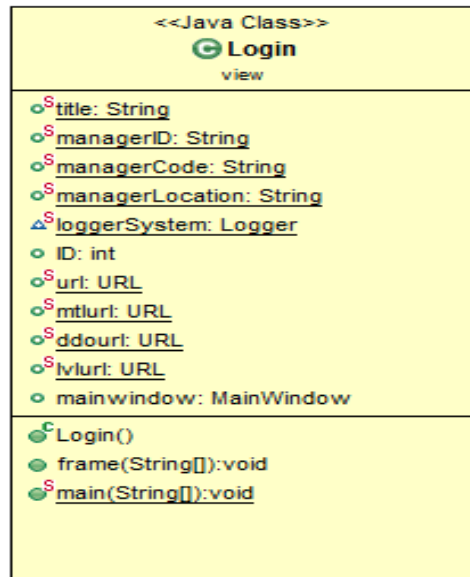 <<Java Class>>
C Login
view
S title: String
S managerID: String
S managerCode: String
S managerLocation: String
S loggerSystem: Logger
ID: int
S url: URL
S mtlurl: URL
S ddourl: URL
S lvlurl: URL
mainwindow: MainWindow
C Login()
frame(String[]):void
S main(String[]):void